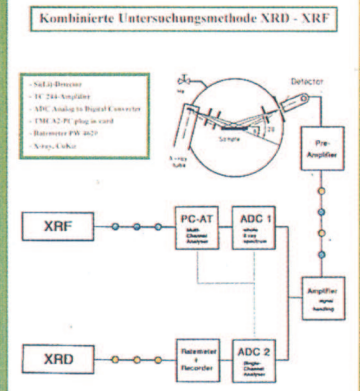 Kombinierte Untersuchungsmethode XRD - XRF
- Si(Li)-Detector
- TC 244-Amplifier
- ADC Analog to Digital Converter
- TMCA2-PC plug in card
- Ratemeter PW 4620
- X-ray, Cobra
Detector
Sample
X-ray
tube
2θ
Pre-
Amplifier
XRF
PC-AT
Multi
Channel
Analyser
ADC 1
whole
X-ray
spectrum
Amplifier
signal
handling
XRD
Ratemeter
+
Recorder
ADC 2
Single-
Channel
Analyser